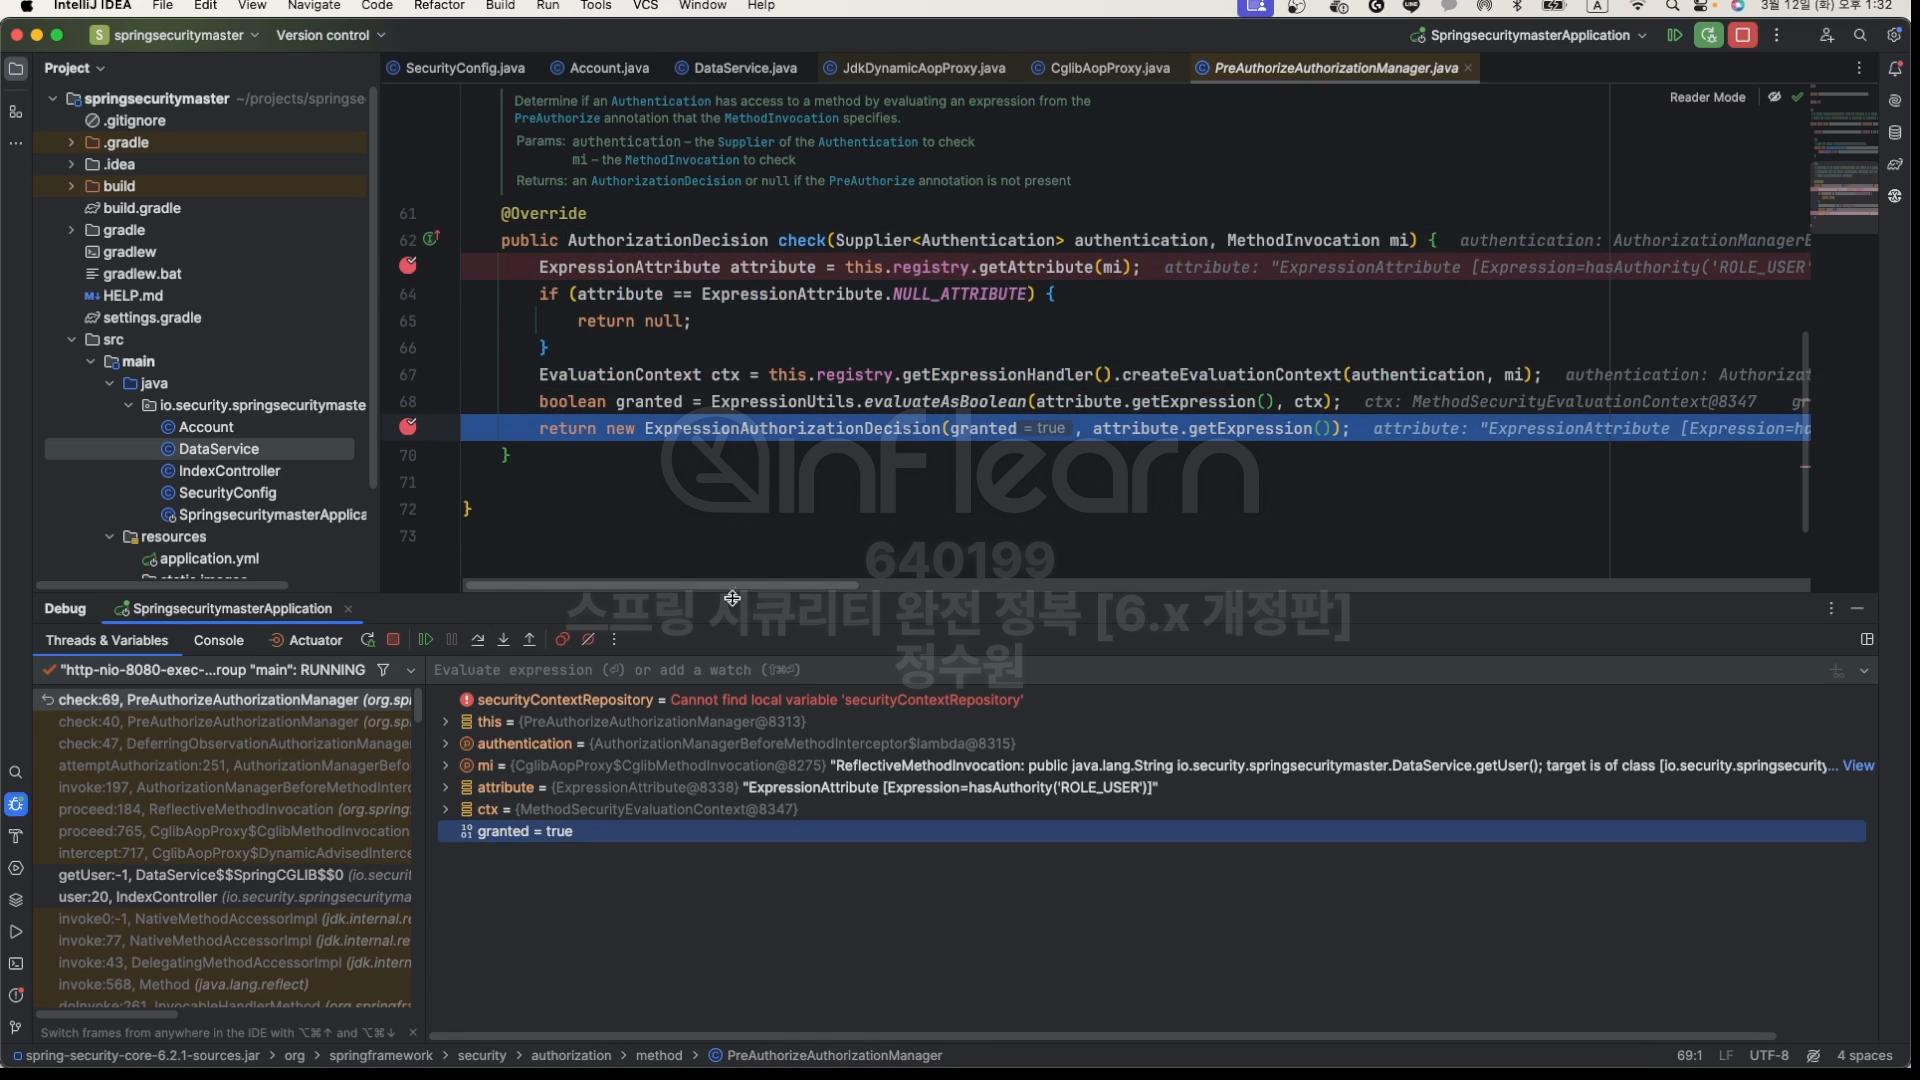 IntelliJ IDEA File Edit View Navigate Code Refactor Build Run Tools VCS Window Help
3월 12일 (화) 오후 1:32
S springsecuritymaster Version control
SpringsecuritymasterApplication
Project
SecurityConfig.java Account.java DataService.java JdkDynamicAopProxy.java CglibAopProxy.java PreAuthorizeAuthorizationManager.java
springsecuritymaster ~/projects/springse
.gitignore
.gradle
.idea
build
build.gradle
gradle
gradlew
gradlew.bat
HELP.md
settings.gradle
src
main
java
io.security.springsecuritymaste
Account
DataService
IndexController
SecurityConfig
SpringsecuritymasterApplica
resources
application.yml
Reader Mode
Determine if an Authentication has access to a method by evaluating an expression from the
PreAuthorize annotation that the MethodInvocation specifies.
Params: authentication – the Supplier of the Authentication to check
mi – the MethodInvocation to check
Returns: an AuthorizationDecision or null if the PreAuthorize annotation is not present
61 @Override
62 public AuthorizationDecision check(Supplier<Authentication> authentication, MethodInvocation mi) { authentication: AuthorizationManagerB
ExpressionAttribute attribute = this.registry.getAttribute(mi); attribute: "ExpressionAttribute [Expression=hasAuthority('ROLE_USER'
64 if (attribute == ExpressionAttribute.NULL_ATTRIBUTE) {
65 return null;
66 }
67 EvaluationContext ctx = this.registry.getExpressionHandler().createEvaluationContext(authentication, mi); authentication: Authorizat
68 boolean granted = ExpressionUtils.evaluateAsBoolean(attribute.getExpression(), ctx); ctx: MethodSecurityEvaluationContext@8347 gr
return new ExpressionAuthorizationDecision(granted = true , attribute.getExpression()); attribute: "ExpressionAttribute [Expression=ha
70 }
71
72 }
73
inflearn
640199
스프링 시큐리티 완전 정복 [6.x 개정판]
정수원
Debug SpringsecuritymasterApplication
Threads & Variables Console Actuator
"http-nio-8080-exec-...roup "main": RUNNING
Evaluate expression (⏎) or add a watch (⇧⌘⏎)
check:69, PreAuthorizeAuthorizationManager (org.spr
check:40, PreAuthorizeAuthorizationManager (org.spr
check:47, DeferringObservationAuthorizationManage
attemptAuthorization:251, AuthorizationManagerBefo
invoke:197, AuthorizationManagerBeforeMethodInterc
proceed:184, ReflectiveMethodInvocation (org.spring
proceed:765, CglibAopProxy$CglibMethodInvocation
intercept:717, CglibAopProxy$DynamicAdvisedInterce
getUser:-1, DataService$$SpringCGLIB$$0 (io.securit
user:20, IndexController (io.security.springsecurityma
invoke0:-1, NativeMethodAccessorImpl (jdk.internal.re
invoke:77, NativeMethodAccessorImpl (jdk.internal.re
invoke:43, DelegatingMethodAccessorImpl (jdk.intern
invoke:568, Method (java.lang.reflect)
doInvoke:261, InvocableHandlerMethod (org.springfr
securityContextRepository = Cannot find local variable 'securityContextRepository'
this = {PreAuthorizeAuthorizationManager@8313}
authentication = {AuthorizationManagerBeforeMethodInterceptor$lambda@8315}
mi = {CglibAopProxy$CglibMethodInvocation@8275} "ReflectiveMethodInvocation: public java.lang.String io.security.springsecuritymaster.DataService.getUser(); target is of class [io.security.springsecurity... View
attribute = {ExpressionAttribute@8338} "ExpressionAttribute [Expression=hasAuthority('ROLE_USER')]"
ctx = {MethodSecurityEvaluationContext@8347}
granted = true
Switch frames from anywhere in the IDE with ⌥⌘↑ and ⌥⌘↓
spring-security-core-6.2.1-sources.jar > org > springframework > security > authorization > method > PreAuthorizeAuthorizationManager
69:1 LF UTF-8 4 spaces